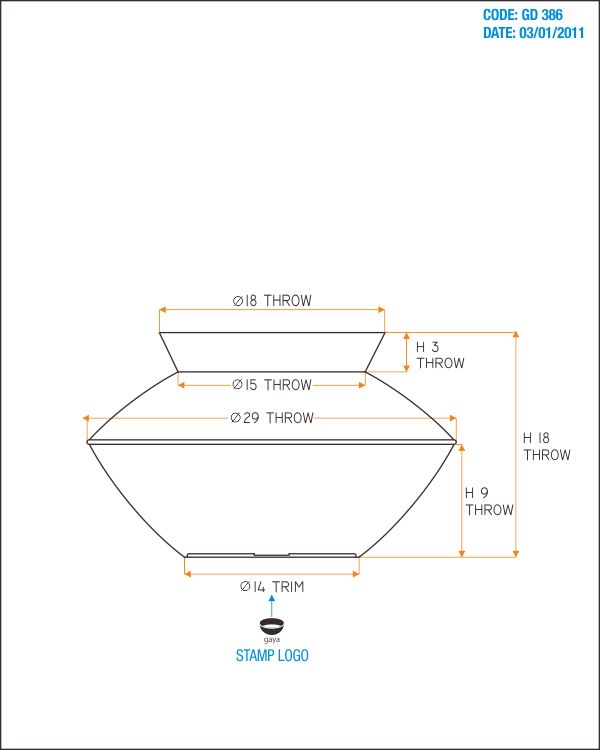 CODE: GD 386
DATE: 03/01/2011
Ø18 THROW
H 3
THROW
Ø15 THROW
Ø29 THROW
H 18
THROW
H 9
THROW
Ø14 TRIM
gaya
STAMP LOGO